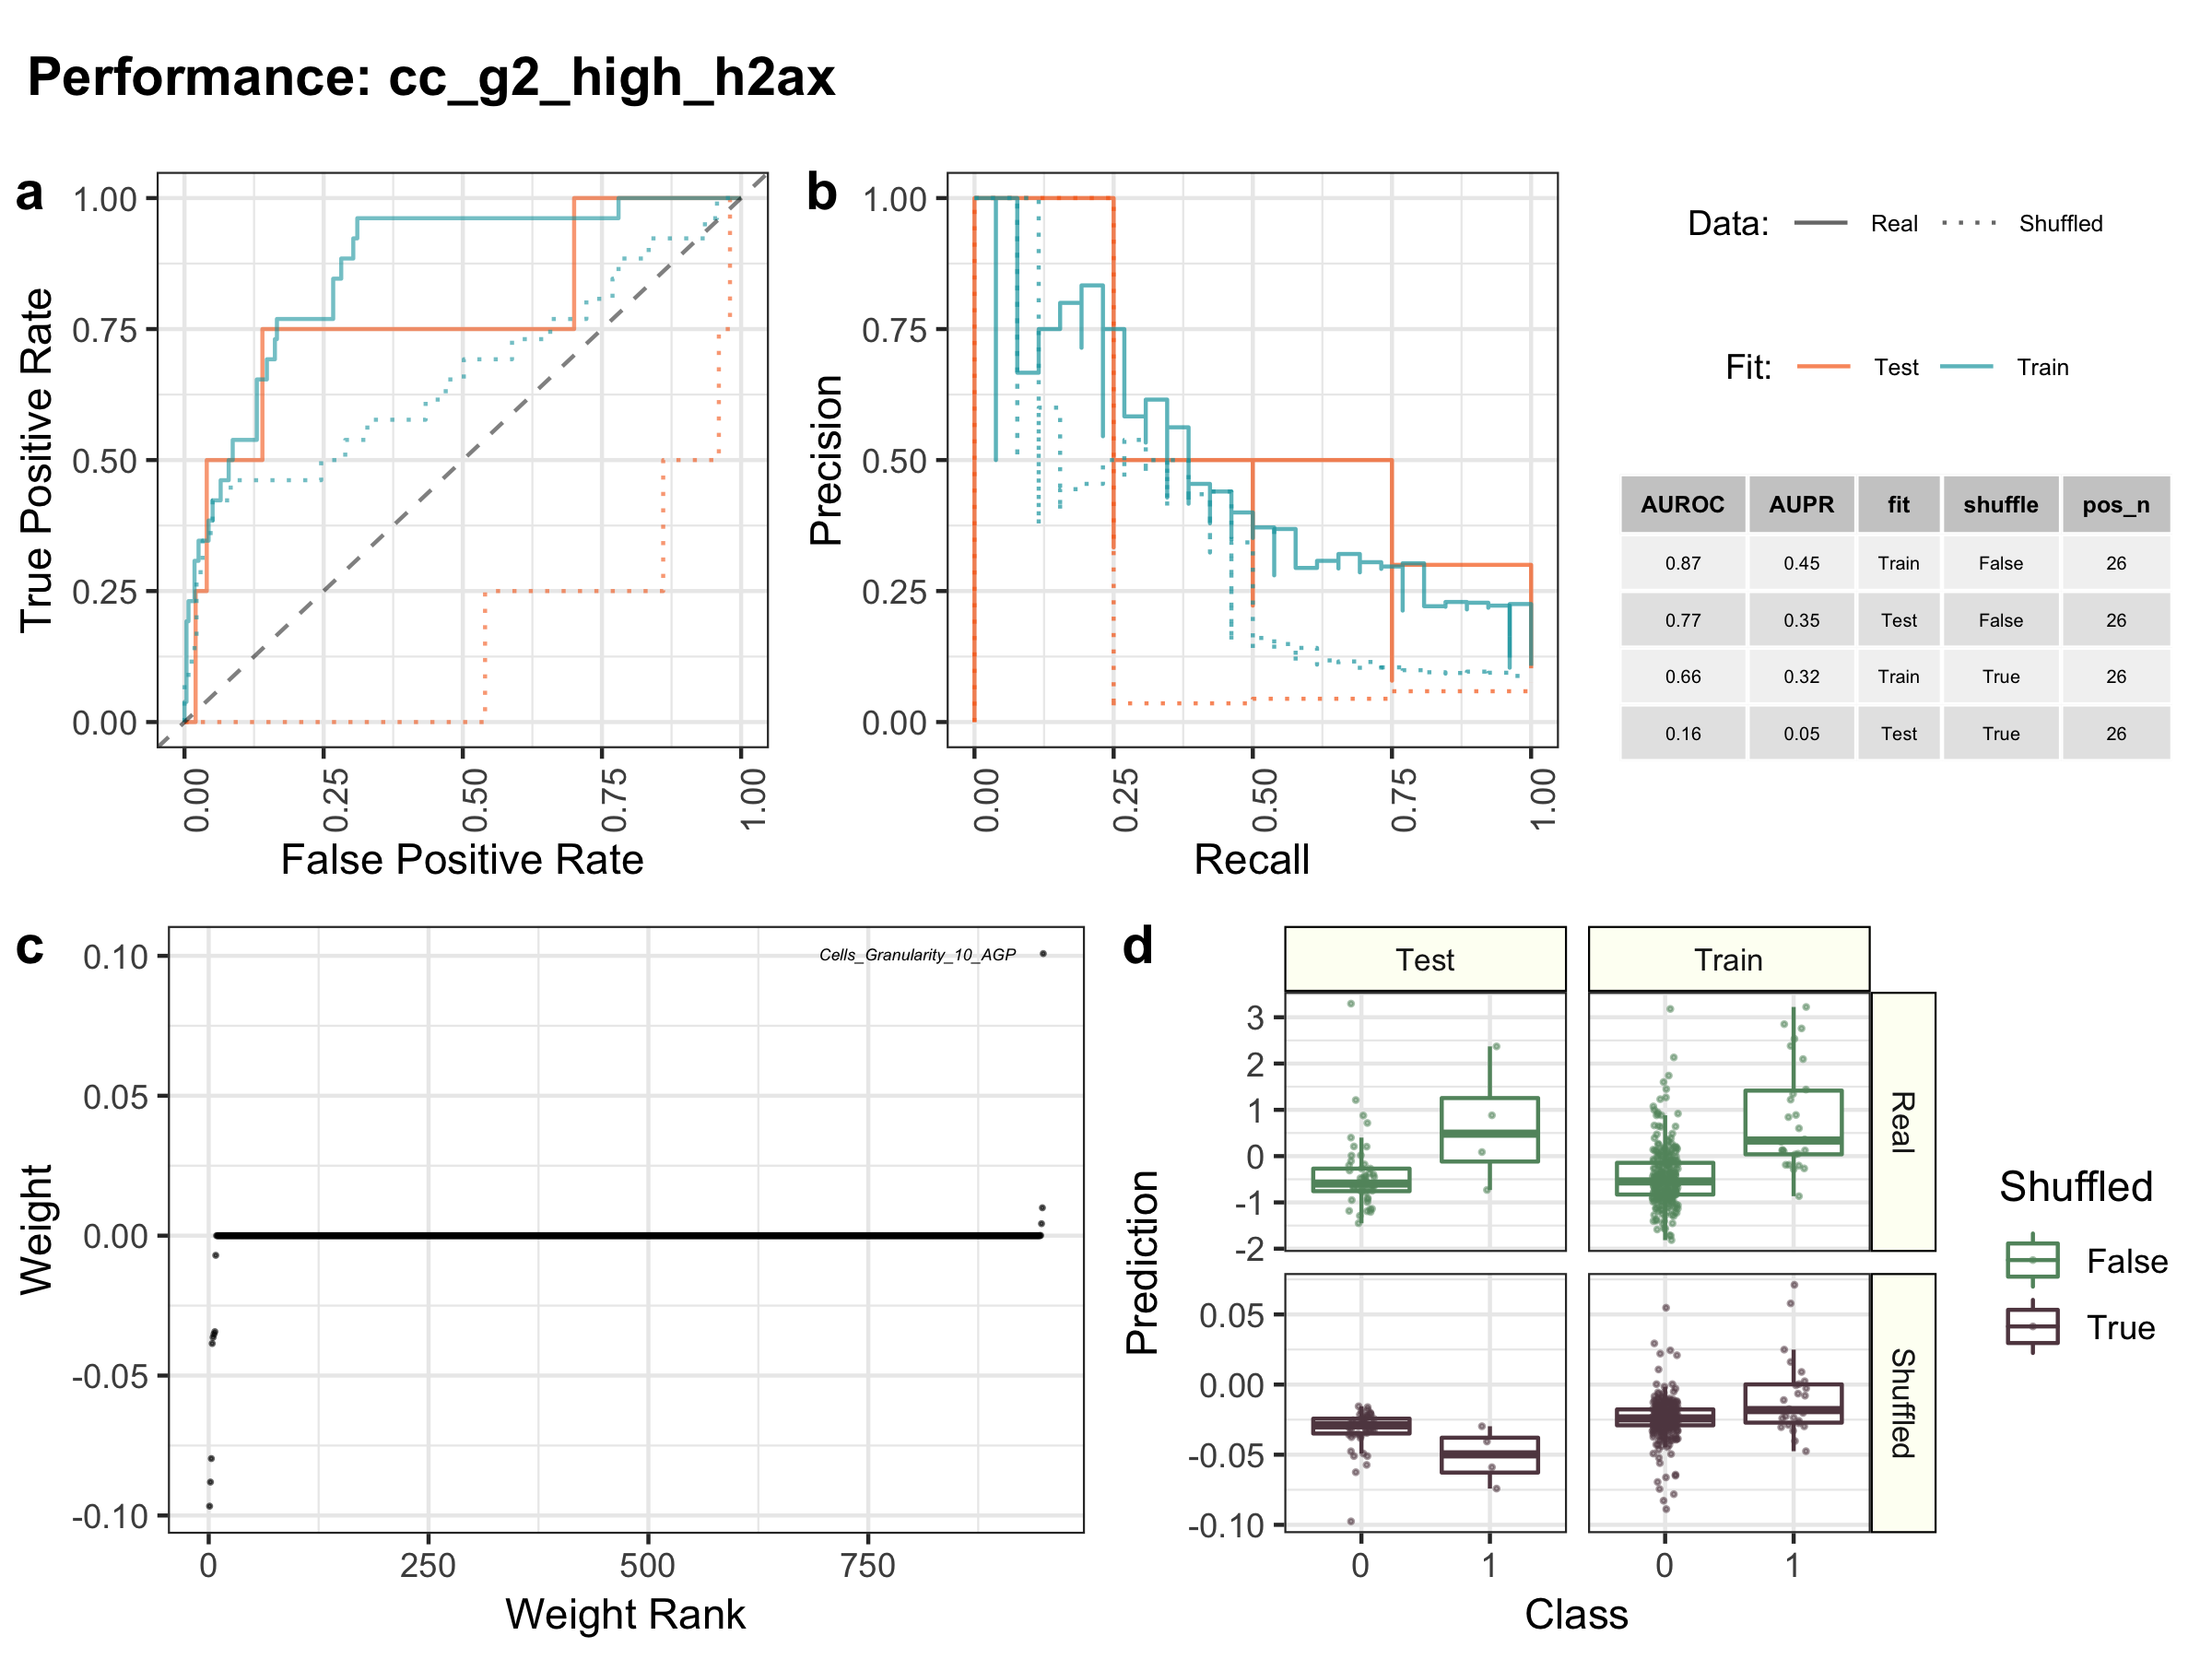 Performance: cc_g2_high_h2ax
a
True Positive Rate
1.00
0.75
0.50
0.25
0.00
0.00
0.25
0.50
0.75
1.00
False Positive Rate
b
Precision
1.00
0.75
0.50
0.25
0.00
0.00
0.25
0.50
0.75
1.00
Recall
Data: Real Shuffled
Fit: Test Train
AUROC AUPR fit shuffle pos_n
0.87 0.45 Train False 26
0.77 0.35 Test False 26
0.66 0.32 Train True 26
0.16 0.05 Test True 26
c
Weight
0.10
0.05
0.00
-0.05
-0.10
Cells_Granularity_10_AGP
0
250
500
750
Weight Rank
d
Prediction
Test
Train
3
2
1
0
-1
-2
Real
0.05
0.00
-0.05
-0.10
Shuffled
0 1
0 1
Class
Shuffled
False
True